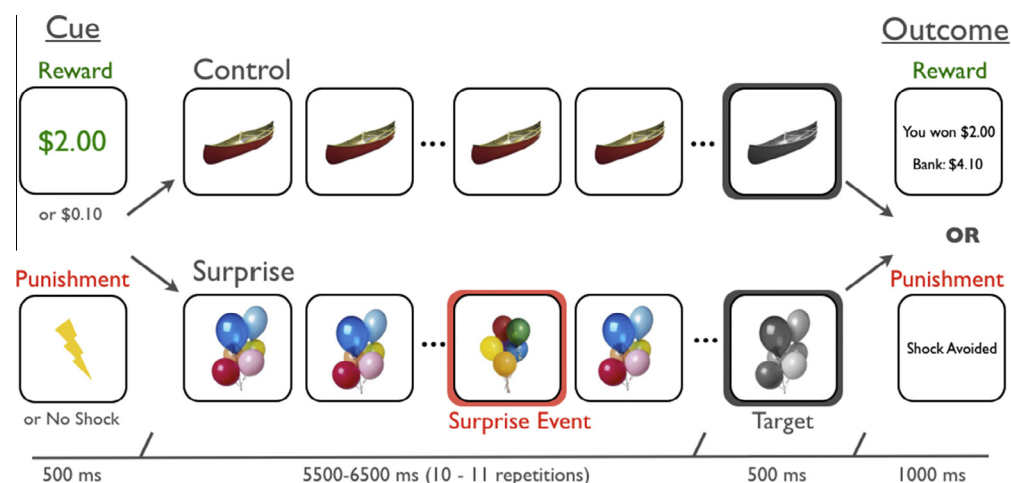 Cue
Outcome
Reward
Control
Reward
$2.00
... ...
You won $2.00
Bank: $4.10
or $0.10
OR
Punishment
Surprise
Punishment
... ...
Shock Avoided
or No Shock
Surprise Event
Target
500 ms
5500-6500 ms (10 - 11 repetitions)
500 ms
1000 ms